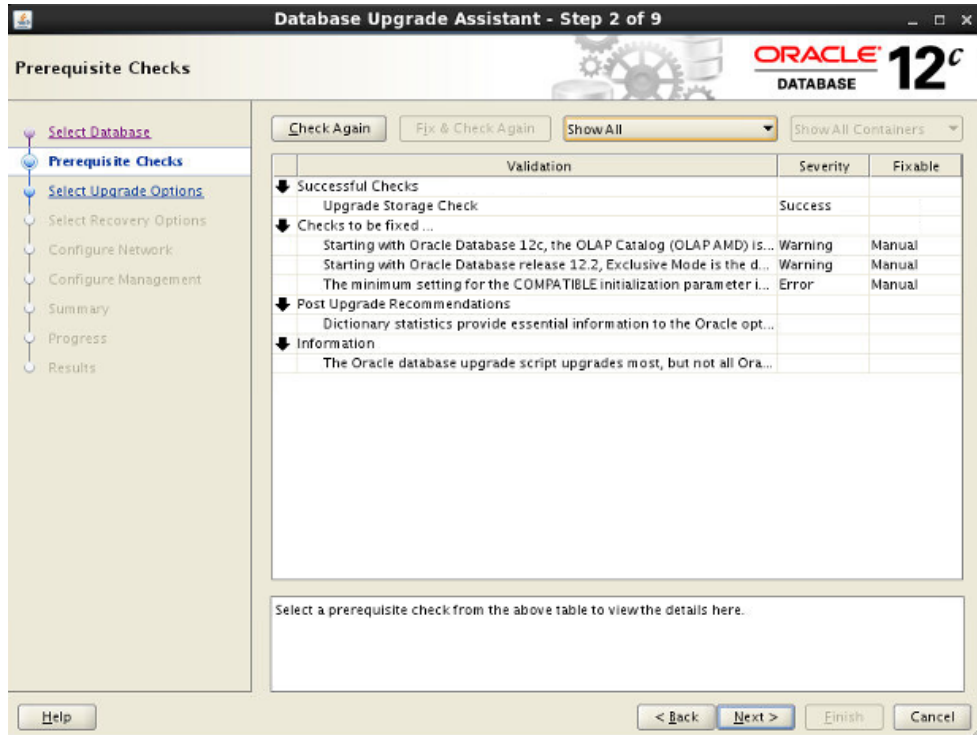 Database Upgrade Assistant - Step 2 of 9
Prerequisite Checks
ORACLE
DATABASE
12c
Select Database
Prerequisite Checks
Select Upgrade Options
Select Recovery Options
Configure Network
Configure Management
Summary
Progress
Results
Check Again
Fix & Check Again
Show All
Show All Containers
Validation Severity Fixable
Successful Checks
Upgrade Storage Check Success
Checks to be fixed ...
Starting with Oracle Database 12c, the OLAP Catalog (OLAP AMD) is... Warning Manual
Starting with Oracle Database release 12.2, Exclusive Mode is the d... Warning Manual
The minimum setting for the COMPATIBLE initialization parameter i... Error Manual
Post Upgrade Recommendations
Dictionary statistics provide essential information to the Oracle opt...
Information
The Oracle database upgrade script upgrades most, but not all Ora...
Select a prerequisite check from the above table to view the details here.
Help
< Back
Next >
Finish
Cancel